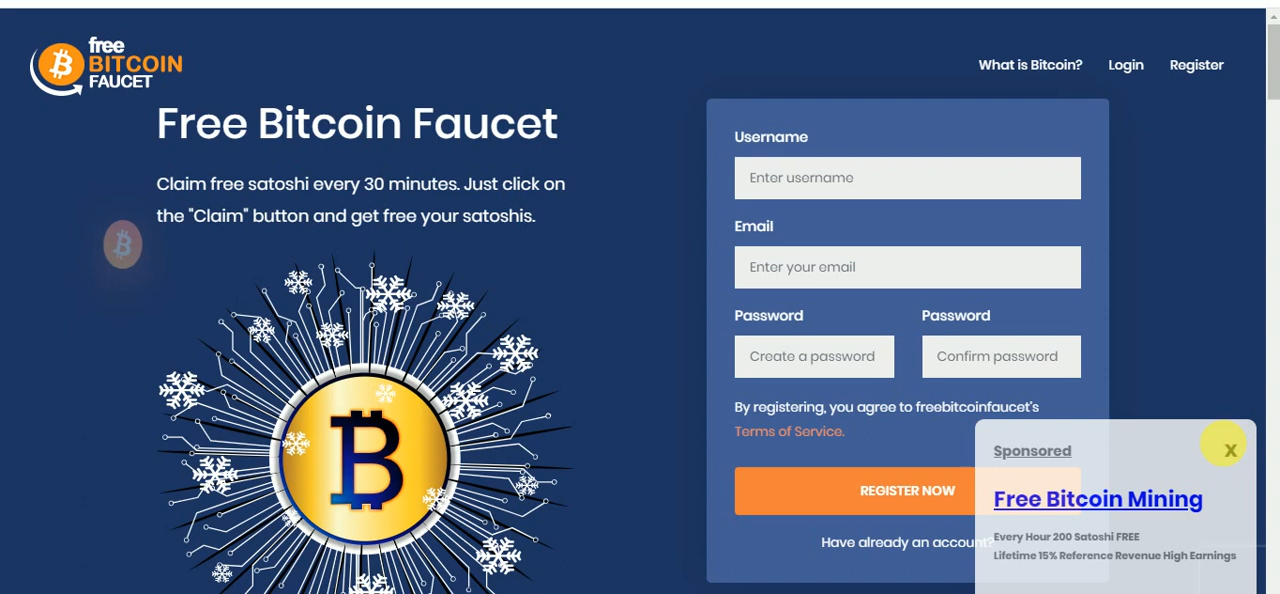 free
BITCOIN
FAUCET
What is Bitcoin? Login Register
Free Bitcoin Faucet
Claim free satoshi every 30 minutes. Just click on
the "Claim" button and get free your satoshis.
Username
Enter username
Email
Enter your email
Password Password
Create a password Confirm password
By registering, you agree to freebitcoinfaucet's
Terms of Service.
REGISTER NOW
Have already an account?
Sponsored
X
Free Bitcoin Mining
Every Hour 200 Satoshi FREE
Lifetime 15% Reference Revenue High Earnings